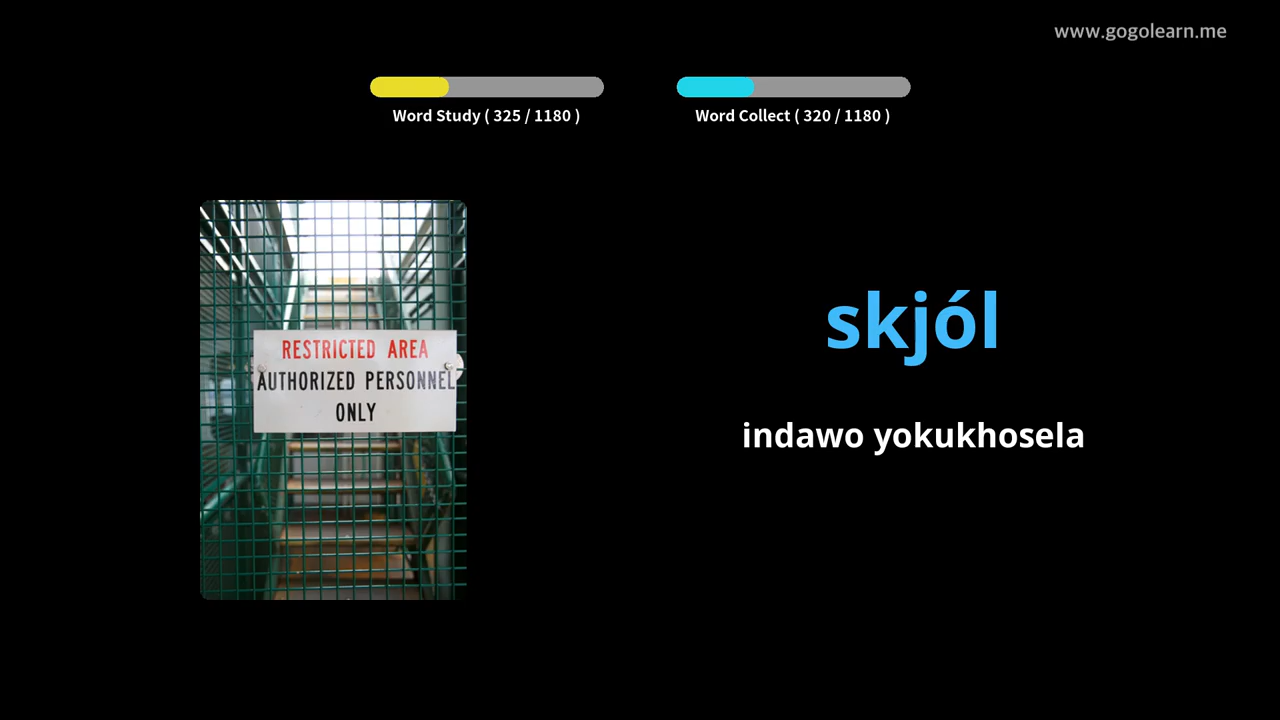 www.gogolearn.me
Word Study ( 325 / 1180 )
Word Collect ( 320 / 1180 )
RESTRICTED AREA
AUTHORIZED PERSONNEL
ONLY
skjól
indawo yokukhosela